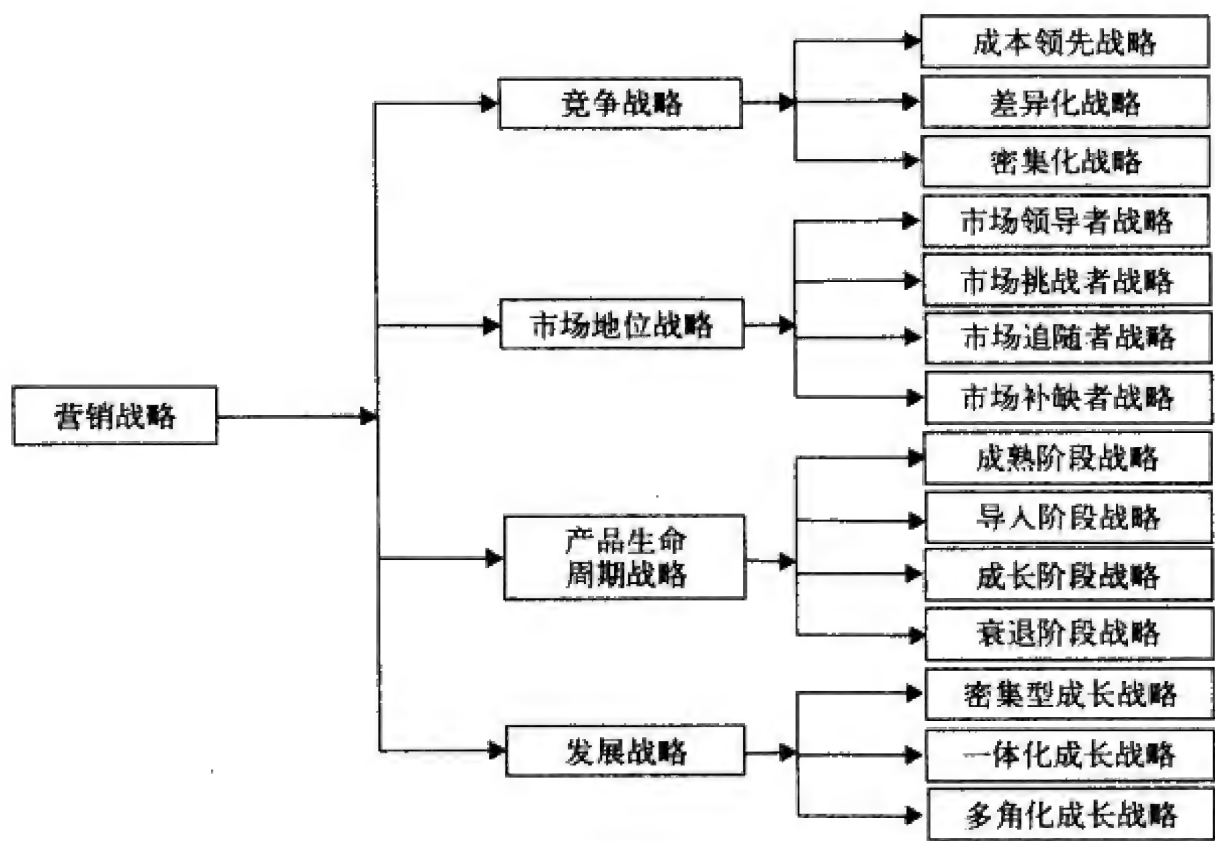 营销战略
竞争战略
成本领先战略
差异化战略
密集化战略
市场地位战略
市场领导者战略
市场挑战者战略
市场追随者战略
市场补缺者战略
产品生命
周期战略
成熟阶段战略
导入阶段战略
成长阶段战略
衰退阶段战略
发展战略
密集型成长战略
一体化成长战略
多角化成长战略